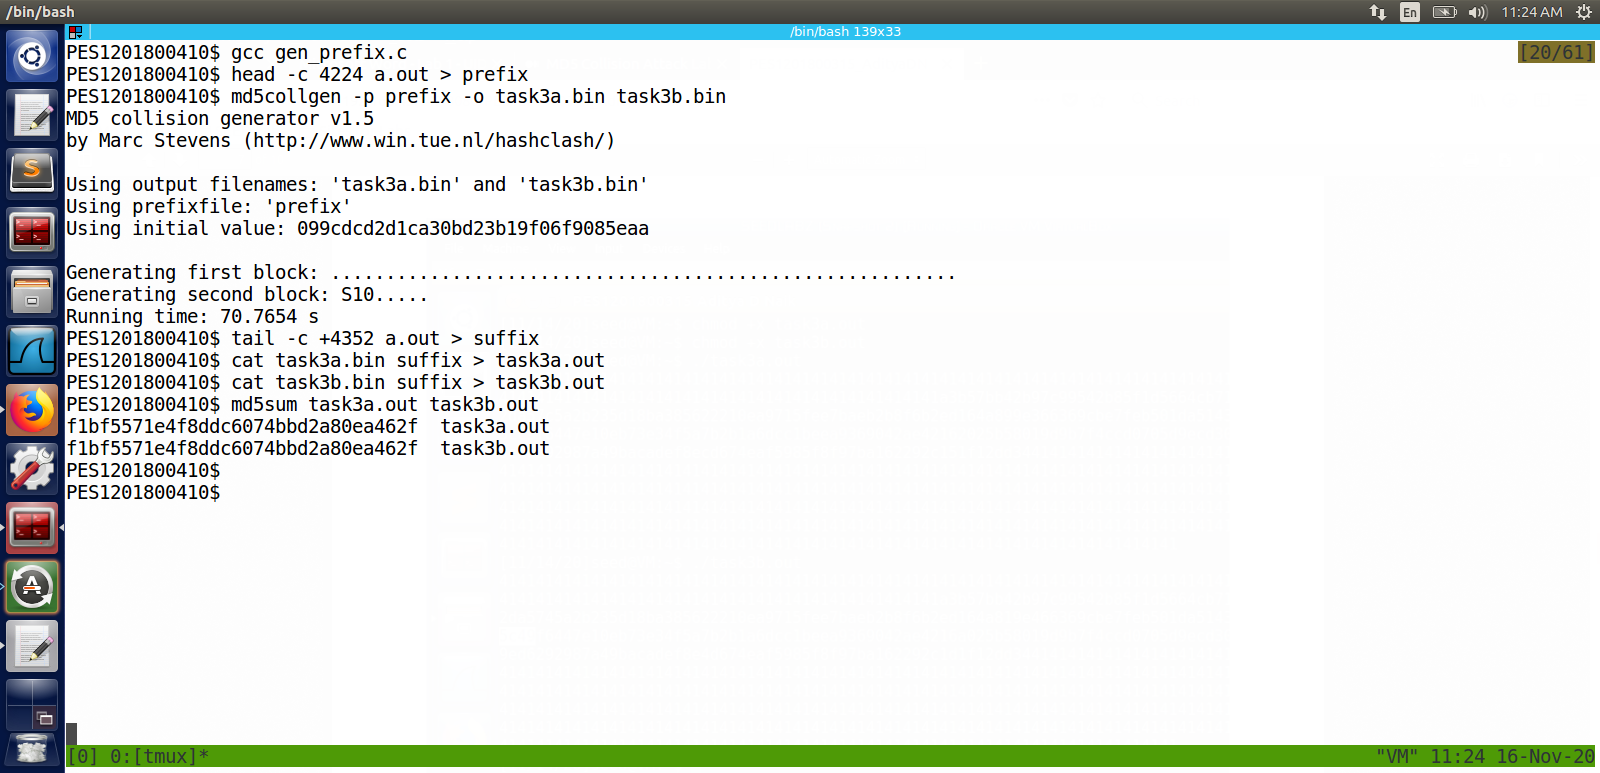 /bin/bash
En
11:24 AM
/bin/bash 139x33
PES1201800410$ gcc gen_prefix.c
[20/61]
PES1201800410$ head -c 4224 a.out > prefix
PES1201800410$ md5collgen -p prefix -o task3a.bin task3b.bin
MD5 collision generator v1.5
by Marc Stevens (http://www.win.tue.nl/hashclash/)
Using output filenames: 'task3a.bin' and 'task3b.bin'
Using prefixfile: 'prefix'
Using initial value: 099cdcd2d1ca30bd23b19f06f9085eaa
Generating first block: .........................................................
Generating second block: S10.....
Running time: 70.7654 s
PES1201800410$ tail -c +4352 a.out > suffix
PES1201800410$ cat task3a.bin suffix > task3a.out
PES1201800410$ cat task3b.bin suffix > task3b.out
PES1201800410$ md5sum task3a.out task3b.out
f1bf5571e4f8ddc6074bbd2a80ea462f  task3a.out
f1bf5571e4f8ddc6074bbd2a80ea462f  task3b.out
PES1201800410$
PES1201800410$
[0] 0:[tmux]*
"VM" 11:24 16-Nov-20